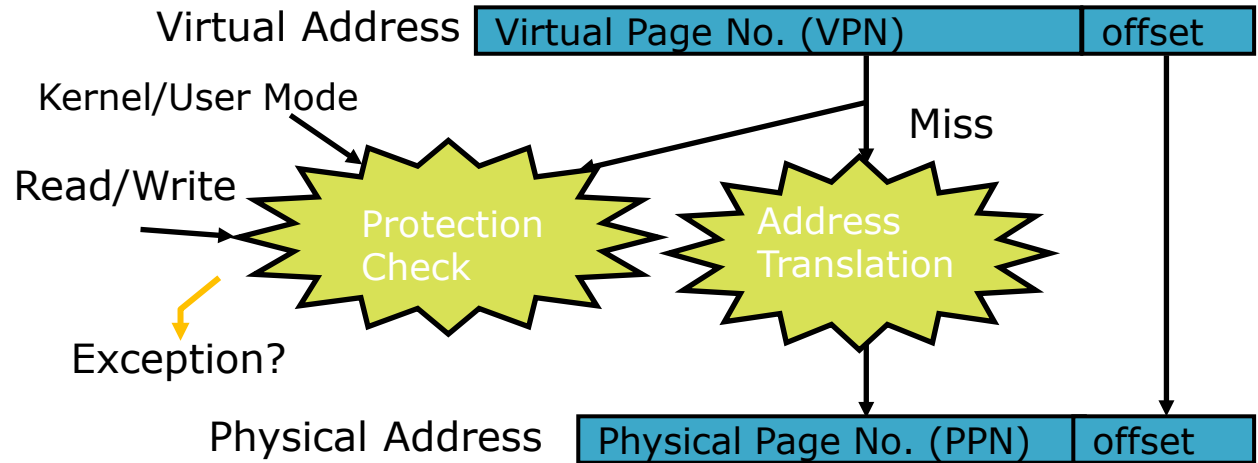 Virtual Address
Virtual Page No. (VPN)
offset
Kernel/User Mode
Miss
Read/Write
Protection
Check
Address
Translation
Exception?
Physical Address
Physical Page No. (PPN)
offset